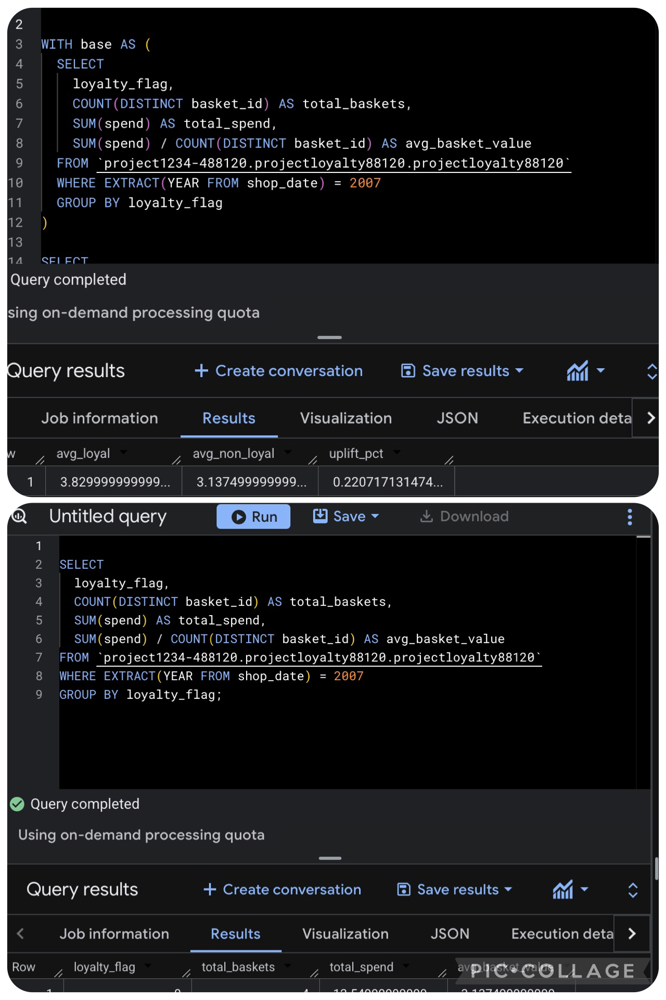 2
3 WITH base AS (
4 SELECT
5 loyalty_flag,
6 COUNT(DISTINCT basket_id) AS total_baskets,
7 SUM(spend) AS total_spend,
8 SUM(spend) / COUNT(DISTINCT basket_id) AS avg_basket_value
9 FROM `project1234-488120.projectloyalty88120.projectloyalty88120`
10 WHERE EXTRACT(YEAR FROM shop_date) = 2007
11 GROUP BY loyalty_flag
12 )
13
14 SELECT
Query completed
sing on-demand processing quota
Query results + Create conversation Save results
Job information Results Visualization JSON Execution deta
w avg_loyal avg_non_loyal uplift_pct
1 3.829999999999... 3.137499999999... 0.220717131474...
Untitled query Run Save Download
1
2 SELECT
3 loyalty_flag,
4 COUNT(DISTINCT basket_id) AS total_baskets,
5 SUM(spend) AS total_spend,
6 SUM(spend) / COUNT(DISTINCT basket_id) AS avg_basket_value
7 FROM `project1234-488120.projectloyalty88120.projectloyalty88120`
8 WHERE EXTRACT(YEAR FROM shop_date) = 2007
9 GROUP BY loyalty_flag;
Query completed
Using on-demand processing quota
Query results + Create conversation Save results
Job information Results Visualization JSON Execution deta
Row loyalty_flag total_baskets total_spend avg_basket_value
PIC•COLLAGE